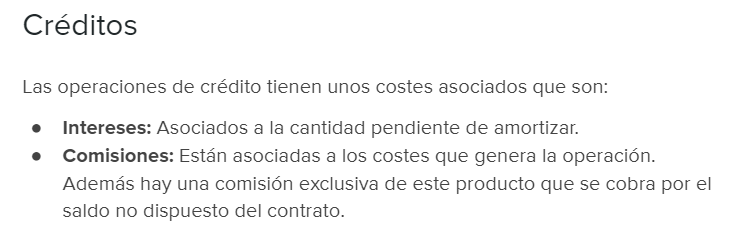 Créditos
Las operaciones de crédito tienen unos costes asociados que son:
● Intereses: Asociados a la cantidad pendiente de amortizar.
● Comisiones: Están asociadas a los costes que genera la operación.
Además hay una comisión exclusiva de este producto que se cobra por el
saldo no dispuesto del contrato.